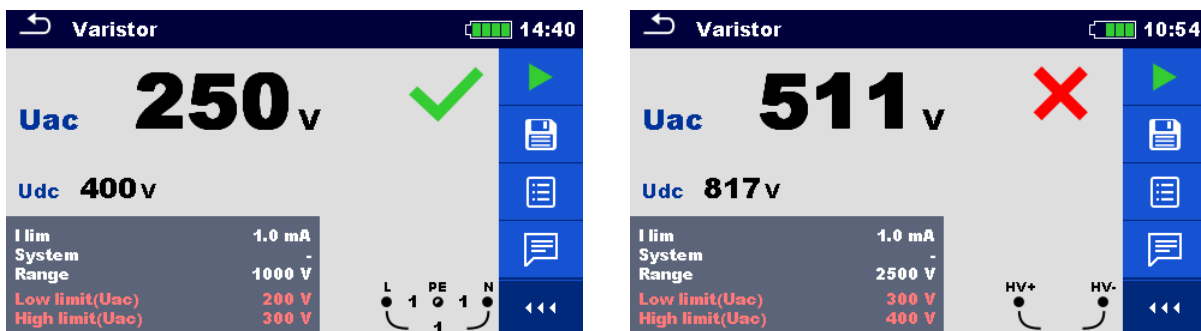 Varistor 14:40
Uac 250 V
Udc 400 V
I lim 1.0 mA
System -
Range 1000 V
Low limit(Uac) 200 V
High limit(Uac) 300 V
L PE N
1 1
1
Varistor 10:54
Uac 511 V
Udc 817 V
I lim 1.0 mA
System -
Range 2500 V
Low limit(Uac) 300 V
High limit(Uac) 400 V
HV+ HV-